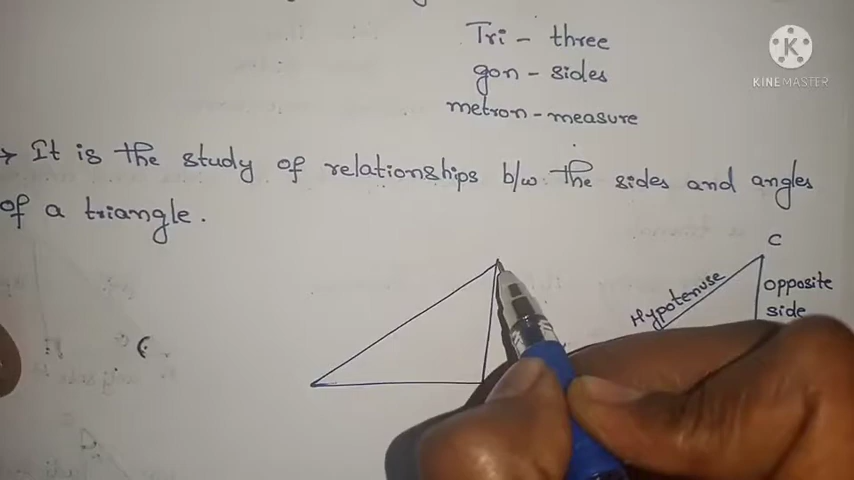 Tri - three
gon - sides
metron - measure
→ It is the study of relationships b/w the sides and angles
of a triangle.
C
Hypotenuse
opposite
side
K
KINEMASTER